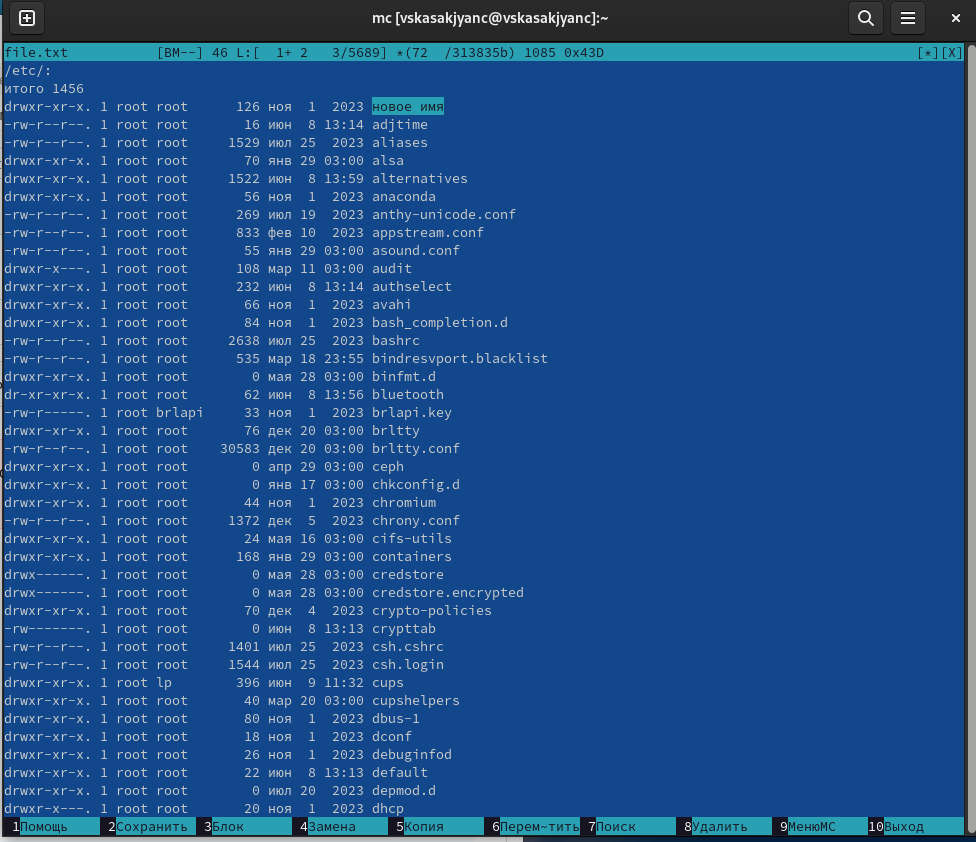 mc [vskasakjyanc@vskasakjyanc]:~
file.txt [BM--] 46 L:[ 1+ 2 3/5689] *(72 /313835b) 1085 0x43D [*][X]
/etc/:
итого 1456
drwxr-xr-x. 1 root root 126 ноя 1 2023 новое имя
-rw-r--r--. 1 root root 16 июн 8 13:14 adjtime
-rw-r--r--. 1 root root 1529 июл 25 2023 aliases
drwxr-xr-x. 1 root root 70 янв 29 03:00 alsa
drwxr-xr-x. 1 root root 1522 июн 8 13:59 alternatives
drwxr-xr-x. 1 root root 56 ноя 1 2023 anaconda
-rw-r--r--. 1 root root 269 июл 19 2023 anthy-unicode.conf
-rw-r--r--. 1 root root 833 фев 10 2023 appstream.conf
-rw-r--r--. 1 root root 55 янв 29 03:00 asound.conf
drwxr-x---. 1 root root 108 мар 11 03:00 audit
drwxr-xr-x. 1 root root 232 июн 8 13:14 authselect
drwxr-xr-x. 1 root root 66 ноя 1 2023 avahi
drwxr-xr-x. 1 root root 84 ноя 1 2023 bash_completion.d
-rw-r--r--. 1 root root 2638 июл 25 2023 bashrc
-rw-r--r--. 1 root root 535 мар 18 23:55 bindresvport.blacklist
drwxr-xr-x. 1 root root 0 мая 28 03:00 binfmt.d
dr-xr-xr-x. 1 root root 62 июн 8 13:56 bluetooth
-rw-r-----. 1 root brlapi 33 ноя 1 2023 brlapi.key
drwxr-xr-x. 1 root root 76 дек 20 03:00 brltty
-rw-r--r--. 1 root root 30583 дек 20 03:00 brltty.conf
drwxr-xr-x. 1 root root 0 апр 29 03:00 ceph
drwxr-xr-x. 1 root root 0 янв 17 03:00 chkconfig.d
drwxr-xr-x. 1 root root 44 ноя 1 2023 chromium
-rw-r--r--. 1 root root 1372 дек 5 2023 chrony.conf
drwxr-xr-x. 1 root root 24 мая 16 03:00 cifs-utils
drwxr-xr-x. 1 root root 168 янв 29 03:00 containers
drwx------. 1 root root 0 мая 28 03:00 credstore
drwx------. 1 root root 0 мая 28 03:00 credstore.encrypted
drwxr-xr-x. 1 root root 70 дек 4 2023 crypto-policies
-rw-------. 1 root root 0 июн 8 13:13 crypttab
-rw-r--r--. 1 root root 1401 июл 25 2023 csh.cshrc
-rw-r--r--. 1 root root 1544 июл 25 2023 csh.login
drwxr-xr-x. 1 root lp 396 июн 9 11:32 cups
drwxr-xr-x. 1 root root 40 мар 20 03:00 cupshelpers
drwxr-xr-x. 1 root root 80 ноя 1 2023 dbus-1
drwxr-xr-x. 1 root root 18 ноя 1 2023 dconf
drwxr-xr-x. 1 root root 26 ноя 1 2023 debuginfod
drwxr-xr-x. 1 root root 22 июн 8 13:13 default
drwxr-xr-x. 1 root root 0 июл 20 2023 depmod.d
drwxr-x---. 1 root root 20 ноя 1 2023 dhcp
1Помощь 2Сохранить 3Блок 4Замена 5Копия 6Перем~тить 7Поиск 8Удалить 9МенюМС 10Выход